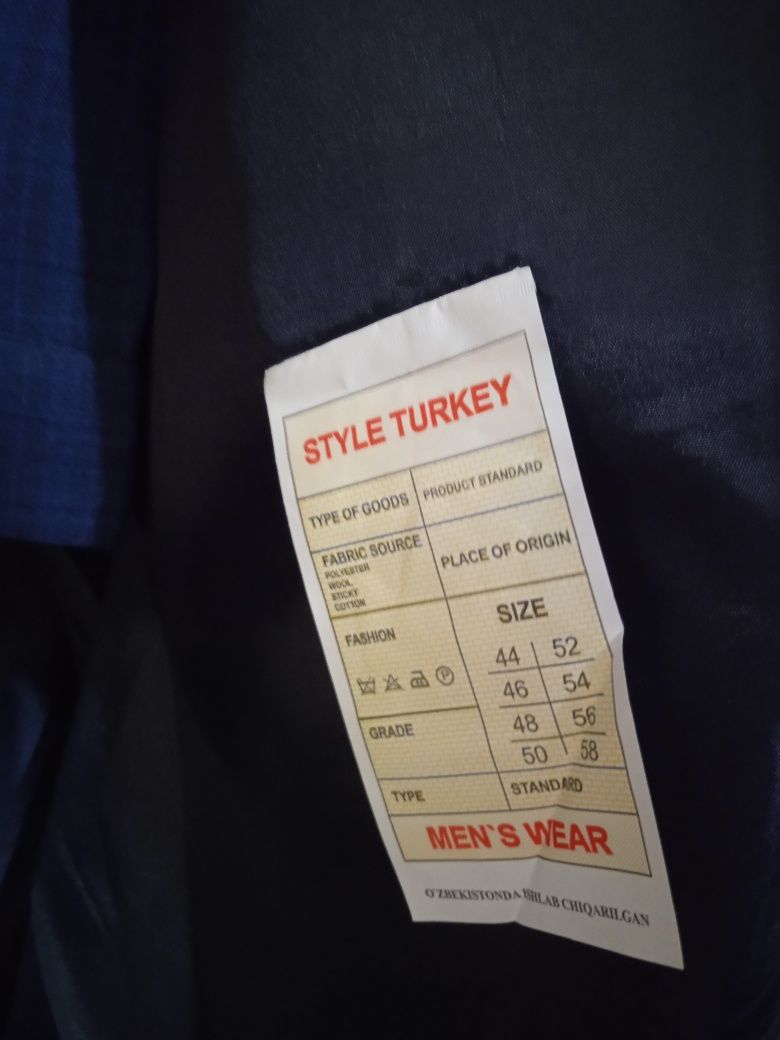 STYLE TURKEY
TYPE OF GOODS
PRODUCT STANDARD
FABRIC SOURCE
POLYESTER
WOOL
STICKY
COTTON
PLACE OF ORIGIN
FASHION
P
GRADE
SIZE
44 52
46 54
48 56
50 58
TYPE
STANDARD
MEN`S WEAR
O'ZBEKISTONDA ISHLAB CHIQARILGAN